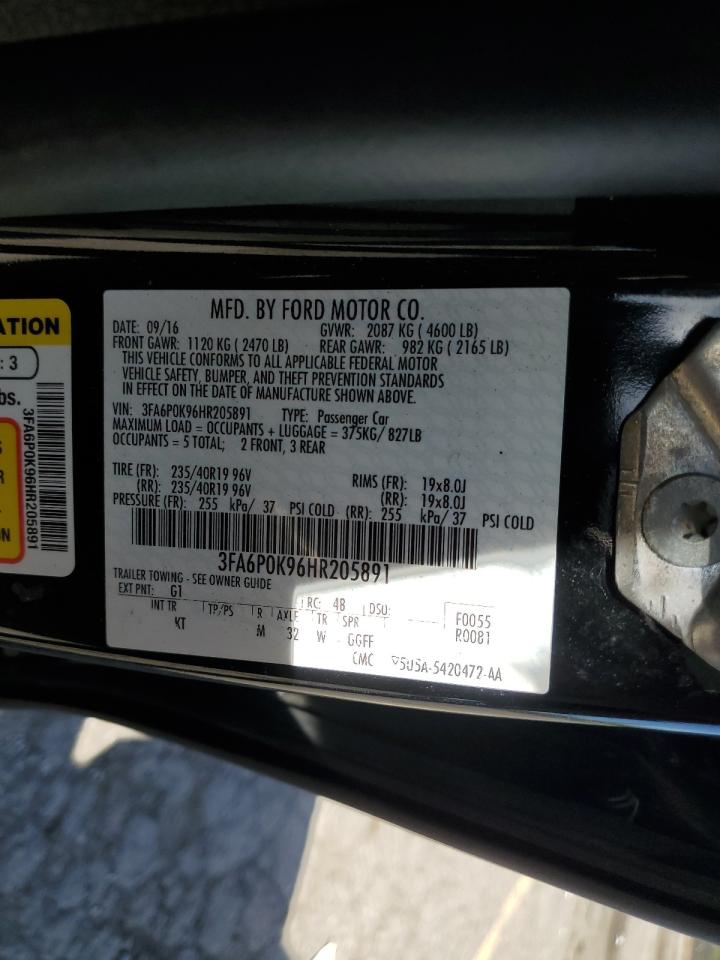 ATION
: 3
bs.
3FA6P0K96HR205891
S
R
ON
MFD. BY FORD MOTOR CO.
DATE: 09/16 GVWR: 2087 KG ( 4600 LB)
FRONT GAWR: 1120 KG ( 2470 LB) REAR GAWR: 982 KG ( 2165 LB)
THIS VEHICLE CONFORMS TO ALL APPLICABLE FEDERAL MOTOR
VEHICLE SAFETY, BUMPER, AND THEFT PREVENTION STANDARDS
IN EFFECT ON THE DATE OF MANUFACTURE SHOWN ABOVE.
VIN: 3FA6P0K96HR205891 TYPE: Passenger Car
MAXIMUM LOAD = OCCUPANTS + LUGGAGE = 375KG/ 827LB
OCCUPANTS = 5 TOTAL; 2 FRONT, 3 REAR
TIRE (FR): 235/40R19 96V RIMS (FR): 19x8.0J
(RR): 235/40R19 96V (RR): 19x8.0J
PRESSURE (FR): 255 kPa/ 37 PSI COLD (RR): 255 kPa/ 37 PSI COLD
3FA6P0K96HR205891
TRAILER TOWING - SEE OWNER GUIDE
EXT PNT: G1 RC: 48 DSO: F0055
INT TR TP/PS R AXLE TR SPR R0081
KT M 32 W GGFF
CMC 5U5A-5420472-AA